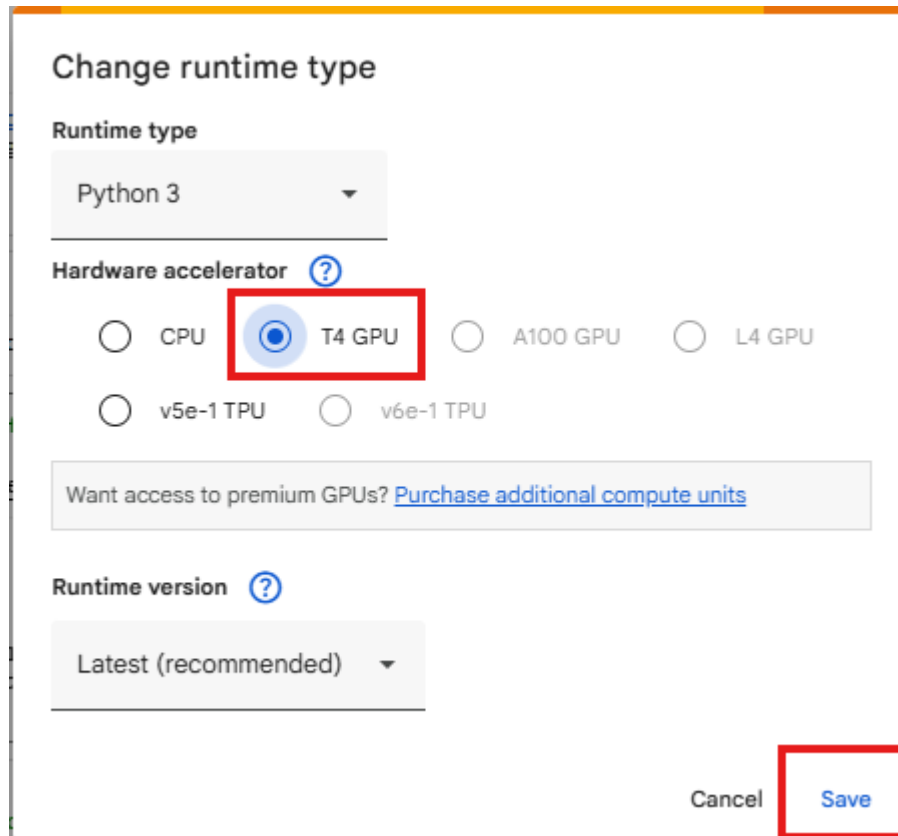 Change runtime type
Runtime type
Python 3
Hardware accelerator ?
CPU T4 GPU A100 GPU L4 GPU
v5e-1 TPU v6e-1 TPU
Want access to premium GPUs? Purchase additional compute units
Runtime version ?
Latest (recommended)
Cancel Save